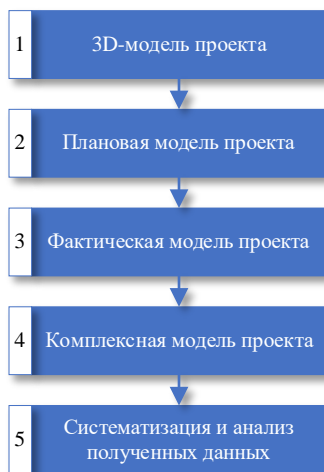 1 3D-модель проекта
2 Плановая модель проекта
3 Фактическая модель проекта
4 Комплексная модель проекта
5 Систематизация и анализ
полученных данных